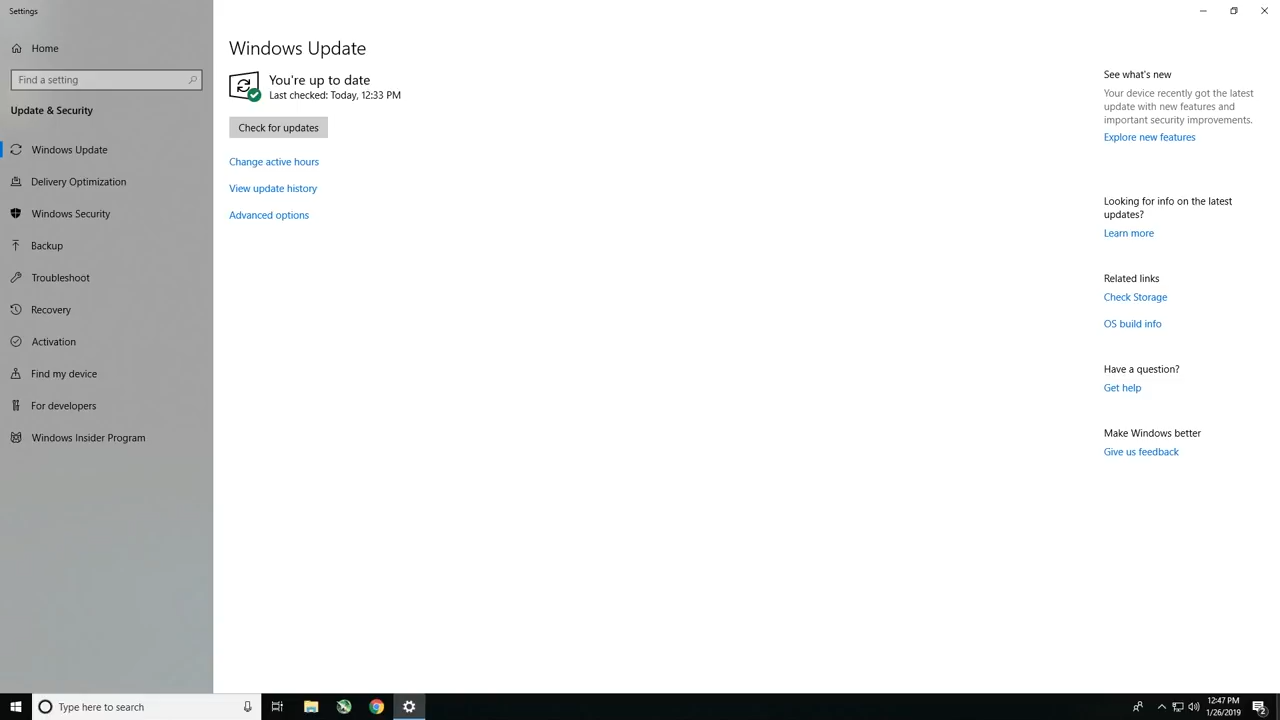 Settings
Home
Find a setting
Update & Security
Windows Update
Delivery Optimization
Windows Security
Backup
Troubleshoot
Recovery
Activation
Find my device
For developers
Windows Insider Program
Windows Update
You're up to date
Last checked: Today, 12:33 PM
Check for updates
Change active hours
View update history
Advanced options
See what's new
Your device recently got the latest
update with new features and
important security improvements.
Explore new features
Looking for info on the latest
updates?
Learn more
Related links
Check Storage
OS build info
Have a question?
Get help
Make Windows better
Give us feedback
Type here to search
12:47 PM
1/26/2019
2